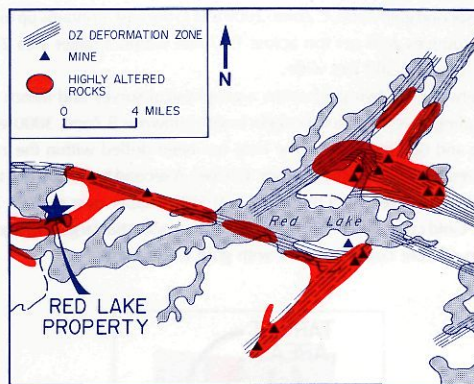 DZ DEFORMATION ZONE
MINE
HIGHLY ALTERED
ROCKS
0 4 MILES
N
Red Lake
RED LAKE
PROPERTY